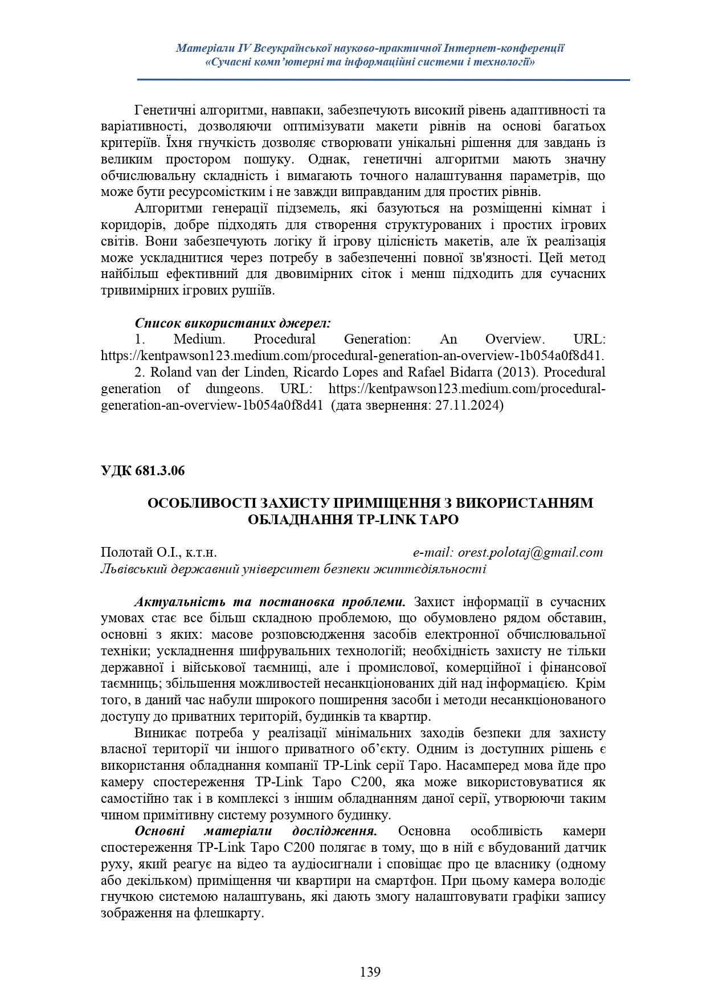 Матеріали IV Всеукраїнської науково-практичної Інтернет-конференції
«Сучасні комп’ютерні та інформаційні системи і технології»
Генетичні алгоритми, навпаки, забезпечують високий рівень адаптивності та
варіативності, дозволяючи оптимізувати макети рівнів на основі багатьох
критеріїв. Їхня гнучкість дозволяє створювати унікальні рішення для завдань із
великим простором пошуку. Однак, генетичні алгоритми мають значну
обчислювальну складність і вимагають точного налаштування параметрів, що
може бути ресурсомістким і не завжди виправданим для простих рівнів.
Алгоритми генерації підземель, які базуються на розміщенні кімнат і
коридорів, добре підходять для створення структурованих і простих ігрових
світів. Вони забезпечують логіку й ігрову цілісність макетів, але їх реалізація
може ускладнитися через потребу в забезпеченні повної зв'язності. Цей метод
найбільш ефективний для двовимірних сіток і менш підходить для сучасних
тривимірних ігрових рушіїв.
Список використаних джерел:
1. Medium. Procedural Generation: An Overview. URL:
https://kentpawson123.medium.com/procedural-generation-an-overview-1b054a0f8d41.
2. Roland van der Linden, Ricardo Lopes and Rafael Bidarra (2013). Procedural
generation of dungeons. URL: https://kentpawson123.medium.com/procedural-
generation-an-overview-1b054a0f8d41 (дата звернення: 27.11.2024)
УДК 681.3.06
ОСОБЛИВОСТІ ЗАХИСТУ ПРИМІЩЕННЯ З ВИКОРИСТАННЯМ
ОБЛАДНАННЯ TP-LINK TAPO
Полотай О.І., к.т.н. e-mail: orest.polotaj@gmail.com
Львівський державний університет безпеки життєдіяльності
Актуальність та постановка проблеми. Захист інформації в сучасних
умовах стає все більш складною проблемою, що обумовлено рядом обставин,
основні з яких: масове розповсюдження засобів електронної обчислювальної
техніки; ускладнення шифрувальних технологій; необхідність захисту не тільки
державної і військової таємниці, але і промислової, комерційної і фінансової
таємниць; збільшення можливостей несанкціонованих дій над інформацією. Крім
того, в даний час набули широкого поширення засоби і методи несанкціонованого
доступу до приватних територій, будинків та квартир.
Виникає потреба у реалізації мінімальних заходів безпеки для захисту
власної території чи іншого приватного об’єкту. Одним із доступних рішень є
використання обладнання компанії TP-Link серії Tapo. Насамперед мова йде про
камеру спостереження TP-Link Tapo C200, яка може використовуватися як
самостійно так і в комплексі з іншим обладнанням даної серії, утворюючи таким
чином примітивну систему розумного будинку.
Основні матеріали дослідження. Основна особливість камери
спостереження TP-Link Tapo C200 полягає в тому, що в ній є вбудований датчик
руху, який реагує на відео та аудіосигнали і сповіщає про це власнику (одному
або декільком) приміщення чи квартири на смартфон. При цьому камера володіє
гнучкою системою налаштувань, які дають змогу налаштовувати графіки запису
зображення на флешкарту.
139